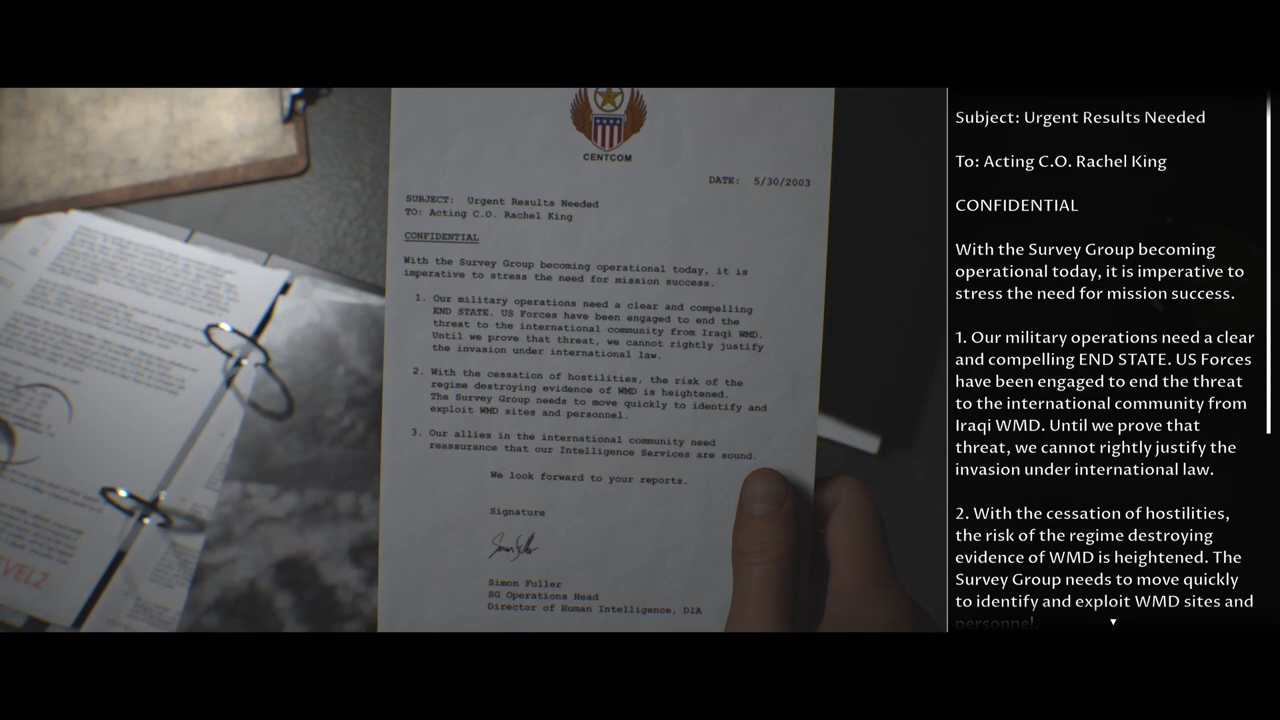 CENTCOM
DATE: 5/30/2003
SUBJECT: Urgent Results Needed
TO: Acting C.O. Rachel King
CONFIDENTIAL
With the Survey Group becoming operational today, it is
imperative to stress the need for mission success.
1. Our military operations need a clear and compelling
END STATE. US Forces have been engaged to end the
threat to the international community from Iraqi WMD.
Until we prove that threat, we cannot rightly justify
the invasion under international law.
2. With the cessation of hostilities, the risk of the
regime destroying evidence of WMD is heightened.
The Survey Group needs to move quickly to identify and
exploit WMD sites and personnel.
3. Our allies in the international community need
reassurance that our Intelligence Services are sound.
We look forward to your reports.
Signature
Simon Fuller
SG Operations Head
Director of Human Intelligence, DIA
Subject: Urgent Results Needed
To: Acting C.O. Rachel King
CONFIDENTIAL
With the Survey Group becoming
operational today, it is imperative to
stress the need for mission success.
1. Our military operations need a clear
and compelling END STATE. US Forces
have been engaged to end the threat
to the international community from
Iraqi WMD. Until we prove that
threat, we cannot rightly justify the
invasion under international law.
2. With the cessation of hostilities,
the risk of the regime destroying
evidence of WMD is heightened. The
Survey Group needs to move quickly
to identify and exploit WMD sites and
personnel.